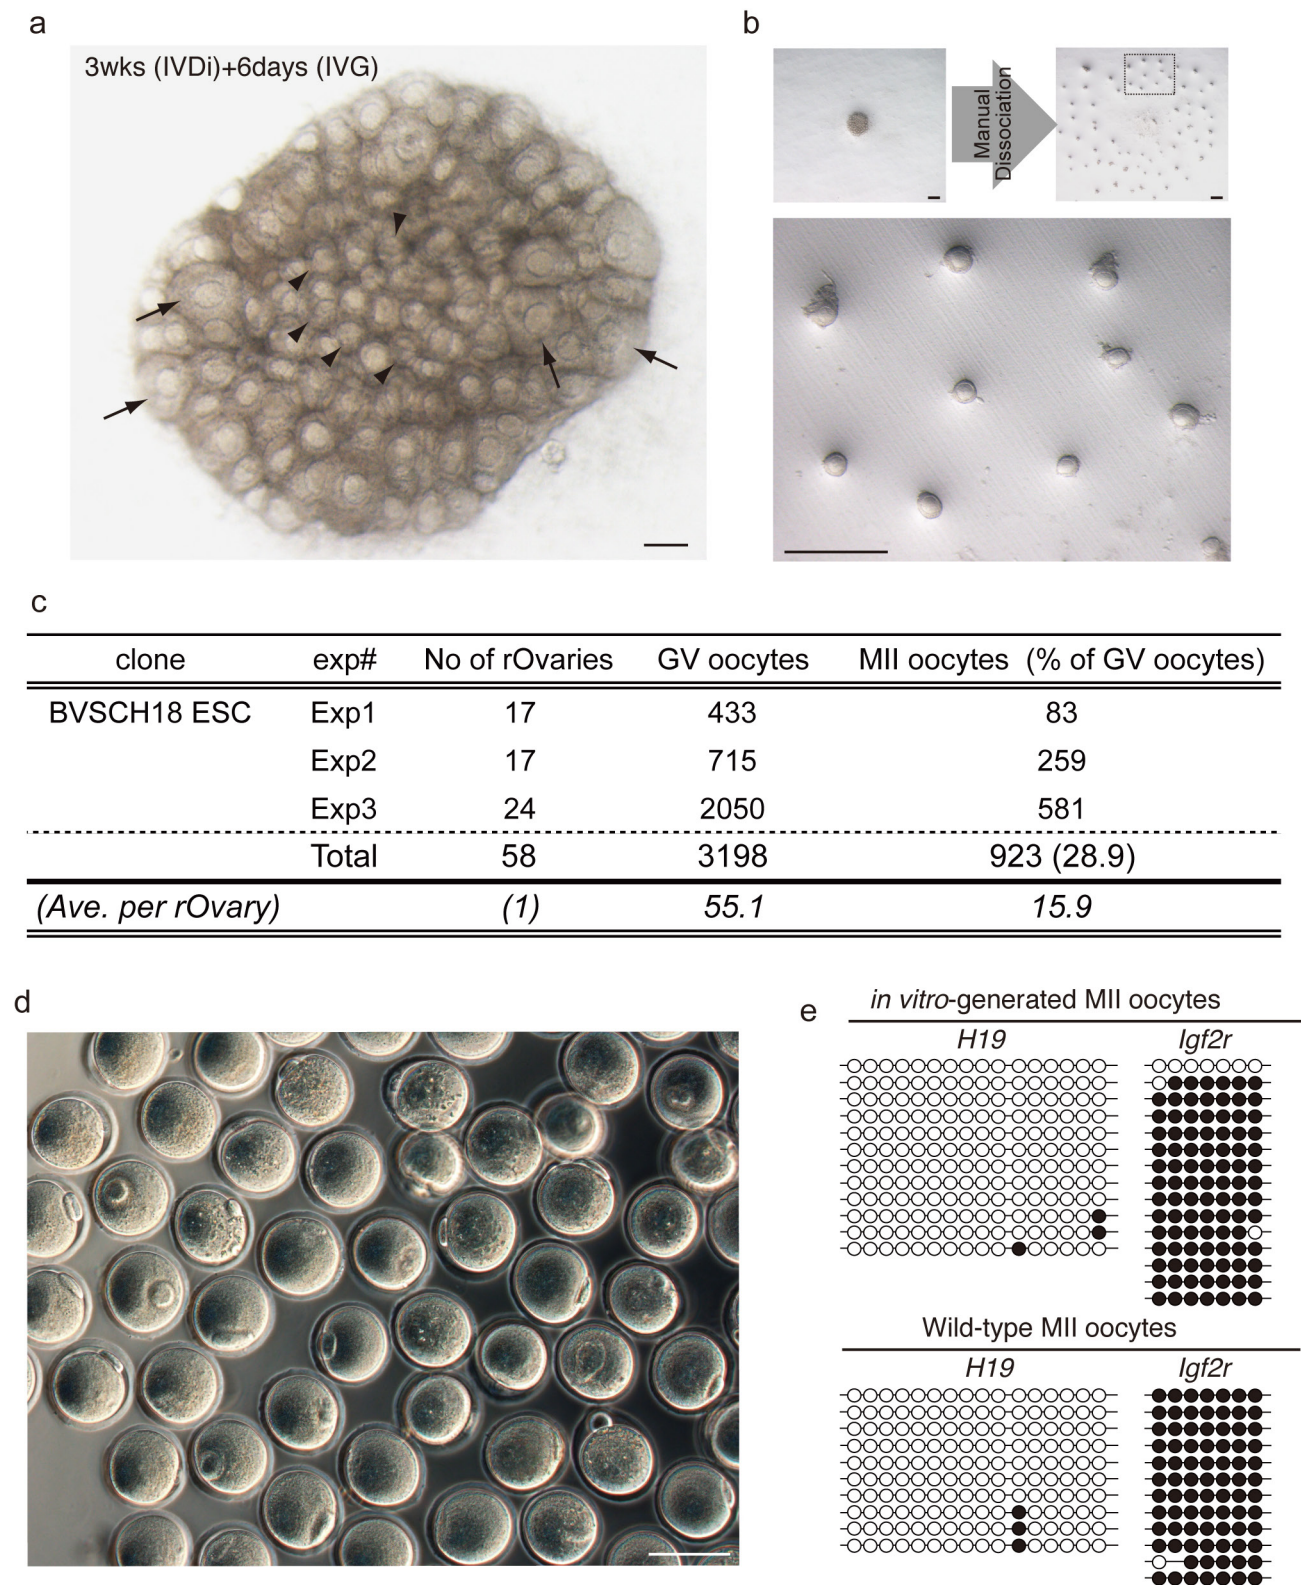 a
3wks (IVDi)+6days (IVG)
b
Manual
Dissociation
c
clone exp# No of rOvaries GV oocytes MII oocytes (% of GV oocytes)
BVSCH18 ESC Exp1 17 433 83
Exp2 17 715 259
Exp3 24 2050 581
Total 58 3198 923 (28.9)
(Ave. per rOvary) (1) 55.1 15.9
d
e
in vitro-generated MII oocytes
H19 Igf2r
Wild-type MII oocytes
H19 Igf2r